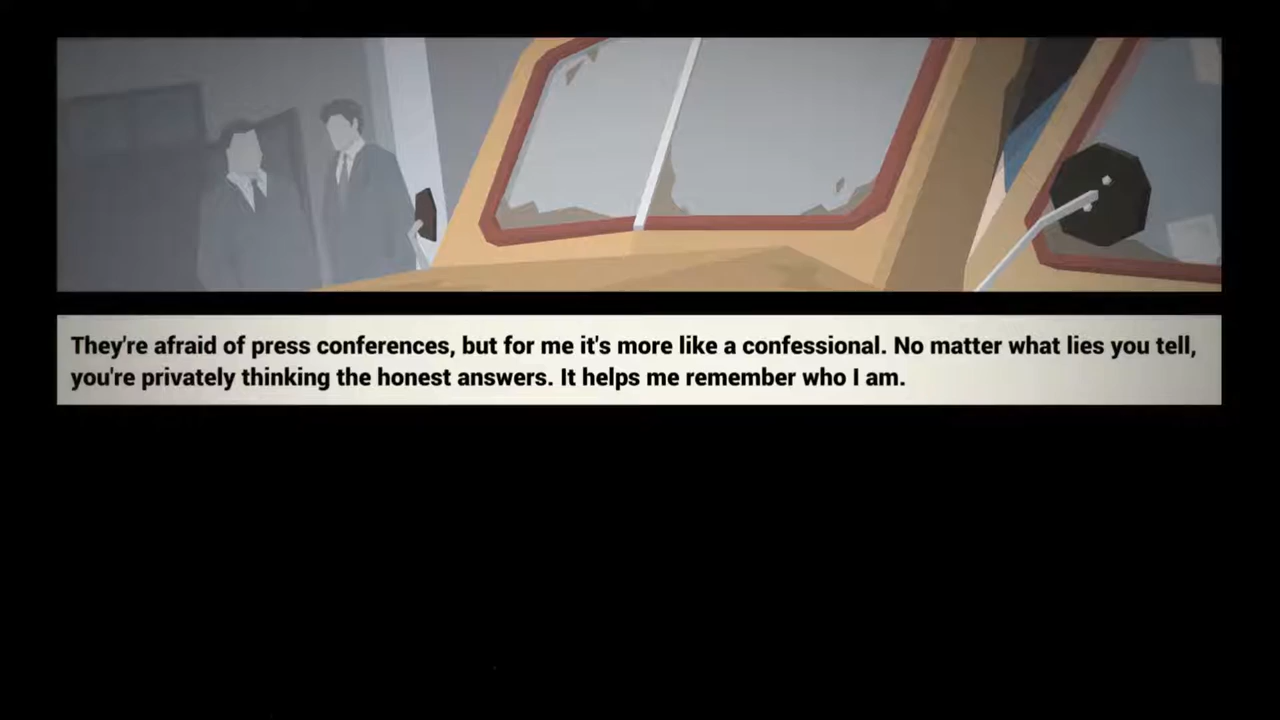 They're afraid of press conferences, but for me it's more like a confessional. No matter what lies you tell,
you're privately thinking the honest answers. It helps me remember who I am.